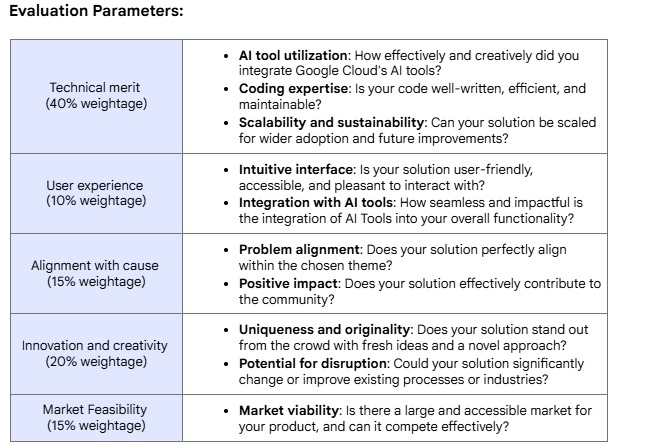 Evaluation Parameters:
Technical merit
(40% weightage)
• AI tool utilization: How effectively and creatively did you
integrate Google Cloud's AI tools?
• Coding expertise: Is your code well-written, efficient, and
maintainable?
• Scalability and sustainability: Can your solution be scaled
for wider adoption and future improvements?
User experience
(10% weightage)
• Intuitive interface: Is your solution user-friendly,
accessible, and pleasant to interact with?
• Integration with AI tools: How seamless and impactful is
the integration of AI Tools into your overall functionality?
Alignment with cause
(15% weightage)
• Problem alignment: Does your solution perfectly align
within the chosen theme?
• Positive impact: Does your solution effectively contribute to
the community?
Innovation and creativity
(20% weightage)
• Uniqueness and originality: Does your solution stand out
from the crowd with fresh ideas and a novel approach?
• Potential for disruption: Could your solution significantly
change or improve existing processes or industries?
Market Feasibility
(15% weightage)
• Market viability: Is there a large and accessible market for
your product, and can it compete effectively?